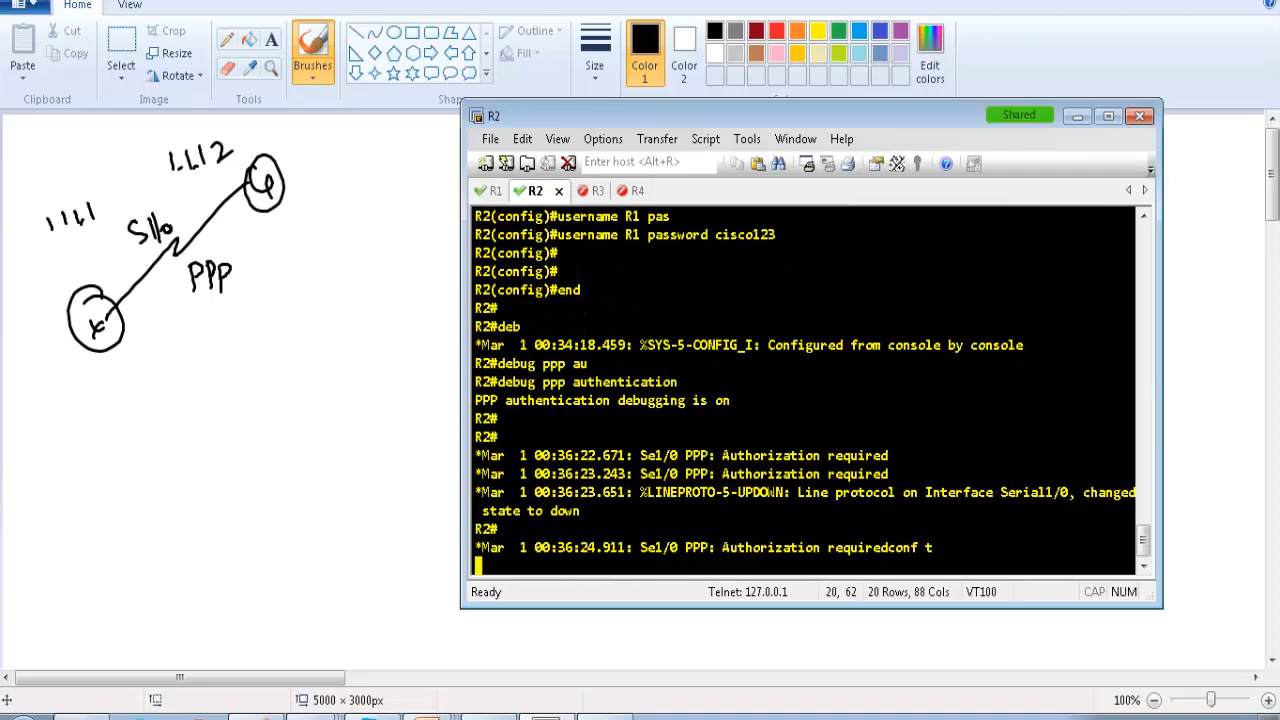 Home
View
Paste
Cut
Copy
Clipboard
Select
Crop
Resize
Rotate
Image
A
Tools
Brushes
Outline
Fill
Shap
Size
Color
1
Color
2
Edit
colors
1.1.1.2
1.1.1.1
S1/0
PPP
R2
Shared
File Edit View Options Transfer Script Tools Window Help
Enter host <Alt+R>
R1 R2 R3 R4
R2(config)#username R1 pas
R2(config)#username R1 password cisco123
R2(config)#
R2(config)#
R2(config)#end
R2#
R2#deb
*Mar 1 00:34:18.459: %SYS-5-CONFIG_I: Configured from console by console
R2#debug ppp au
R2#debug ppp authentication
PPP authentication debugging is on
R2#
R2#
*Mar 1 00:36:22.671: Se1/0 PPP: Authorization required
*Mar 1 00:36:23.243: Se1/0 PPP: Authorization required
*Mar 1 00:36:23.651: %LINEPROTO-5-UPDOWN: Line protocol on Interface Serial1/0, changed
state to down
R2#
*Mar 1 00:36:24.911: Se1/0 PPP: Authorization requiredconf t
Ready Telnet: 127.0.0.1 20, 62 20 Rows, 88 Cols VT100 CAP NUM
5000 × 3000px 100%